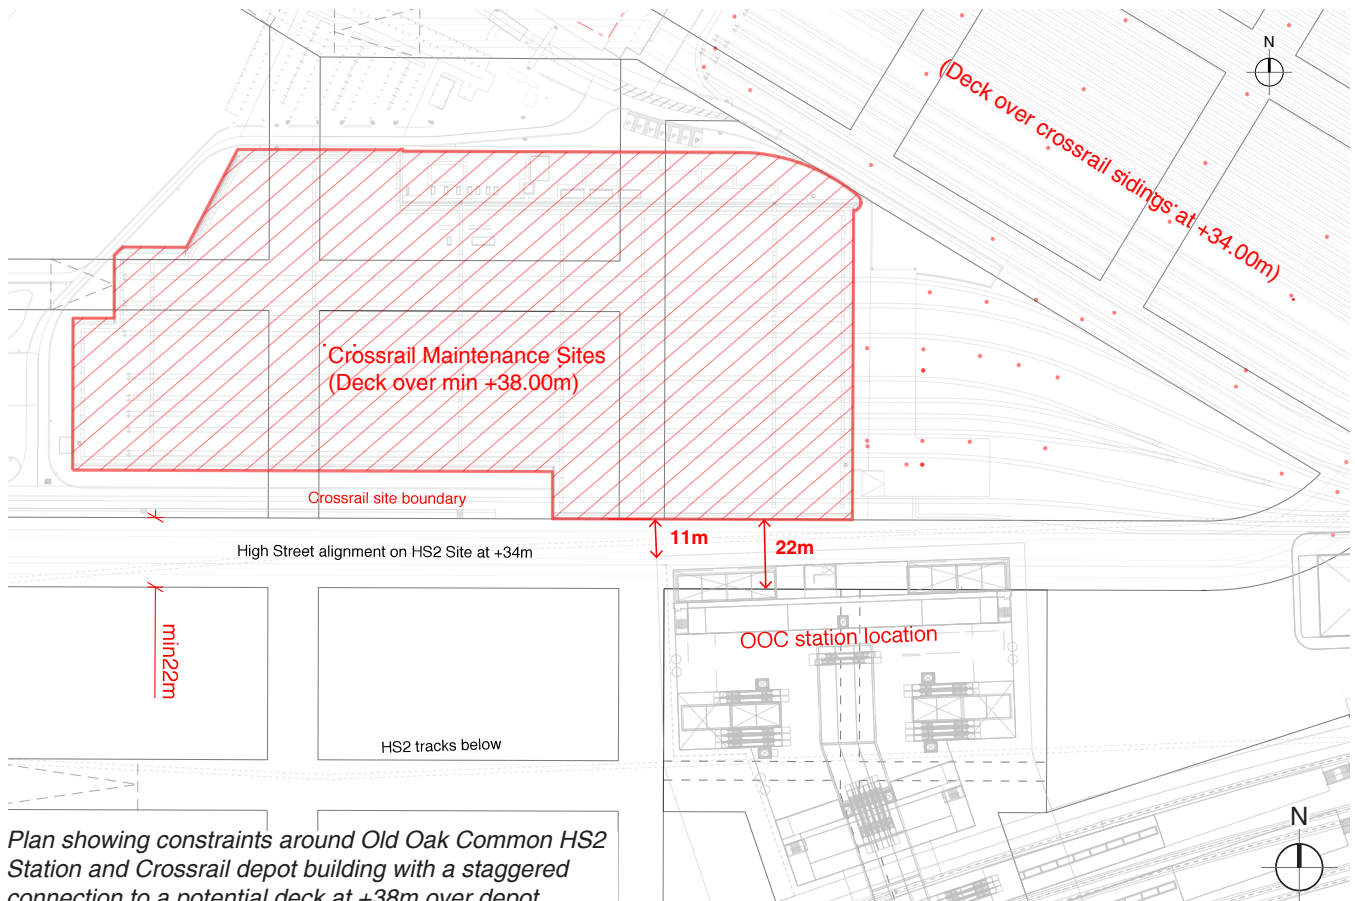 N
(Deck over crossrail sidings at +34.00m)
Crossrail Maintenance Sites
(Deck over min +38.00m)
Crossrail site boundary
11m
22m
High Street alignment on HS2 Site at +34m
min22m
OOC station location
HS2 tracks below
N
Plan showing constraints around Old Oak Common HS2
Station and Crossrail depot building with a staggered
connection to a potential deck at +38m over depot